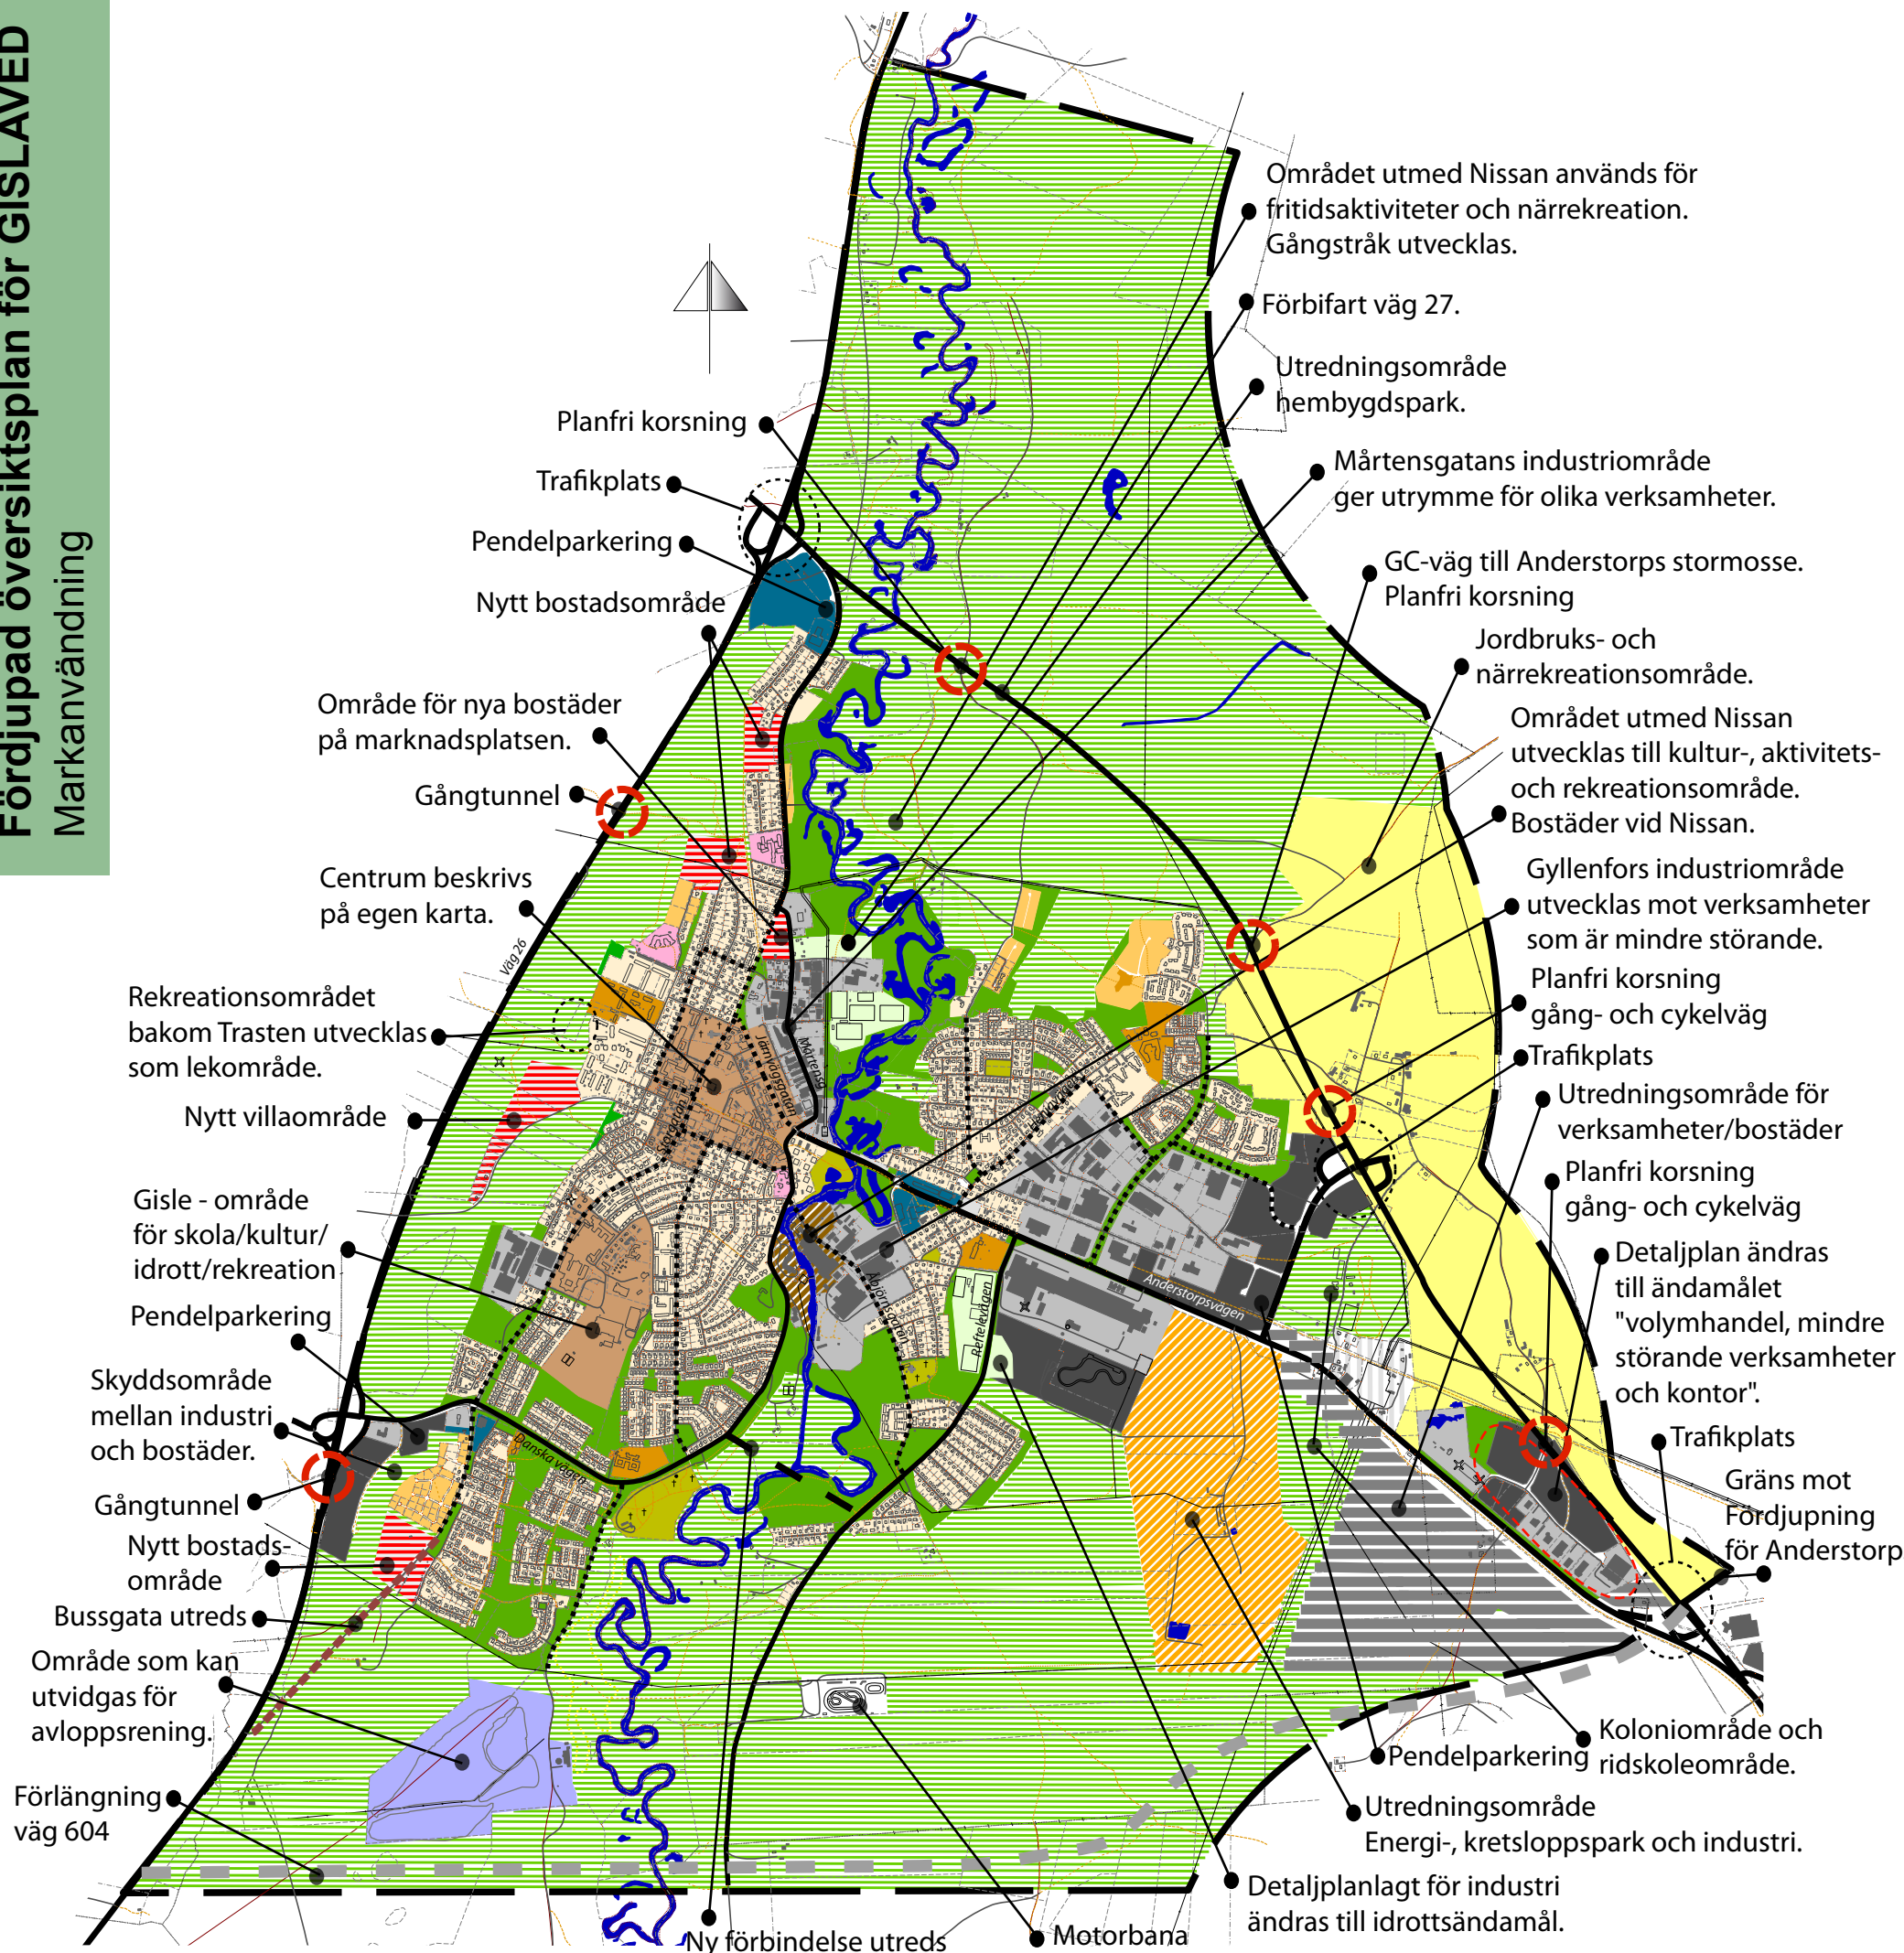 Fördjupad översiktsplan för GISLAVED
Markanvändning
Området utmed Nissan används för
fritidsaktiviteter och närrekreation.
Gångstråk utvecklas.
Förbifart väg 27.
Utredningsområde
hembygdspark.
Mårtensgatans industriområde
ger utrymme för olika verksamheter.
GC-väg till Anderstorps stormosse.
Planfri korsning
Jordbruks- och
närrekreationsområde.
Området utmed Nissan
utvecklas till kultur-, aktivitets-
och rekreationsområde.
Bostäder vid Nissan.
Gyllenfors industriområde
utvecklas mot verksamheter
som är mindre störande.
Planfri korsning
gång- och cykelväg
Trafikplats
Utredningsområde för
verksamheter/bostäder
Planfri korsning
gång- och cykelväg
Detaljplan ändras
till ändamålet
"volymhandel, mindre
störande verksamheter
och kontor".
Trafikplats
Gräns mot
Fördjupning
för Anderstorp
Koloniområde och
ridskoleområde.
Pendelparkering
Utredningsområde
Energi-, kretsloppspark och industri.
Detaljplanlagt för industri
ändras till idrottsändamål.
Motorbana
Ny förbindelse utreds
Planfri korsning
Trafikplats
Pendelparkering
Nytt bostadsområde
Område för nya bostäder
på marknadsplatsen.
Gångtunnel
Centrum beskrivs
på egen karta.
Väg 26
Rekreationsområdet
bakom Trasten utvecklas
som lekområde.
Nytt villaområde
Gisle - område
för skola/kultur/
idrott/rekreation
Pendelparkering
Skyddsområde
mellan industri
och bostäder.
Gångtunnel
Nytt bostads-
område
Bussgata utreds
Område som kan
utvidgas för
avloppsrening.
Förlängning
väg 604
Järnvägsgatan
Mårtensg
Anderstorpsvägen
Reftelevägen
Danska vägen